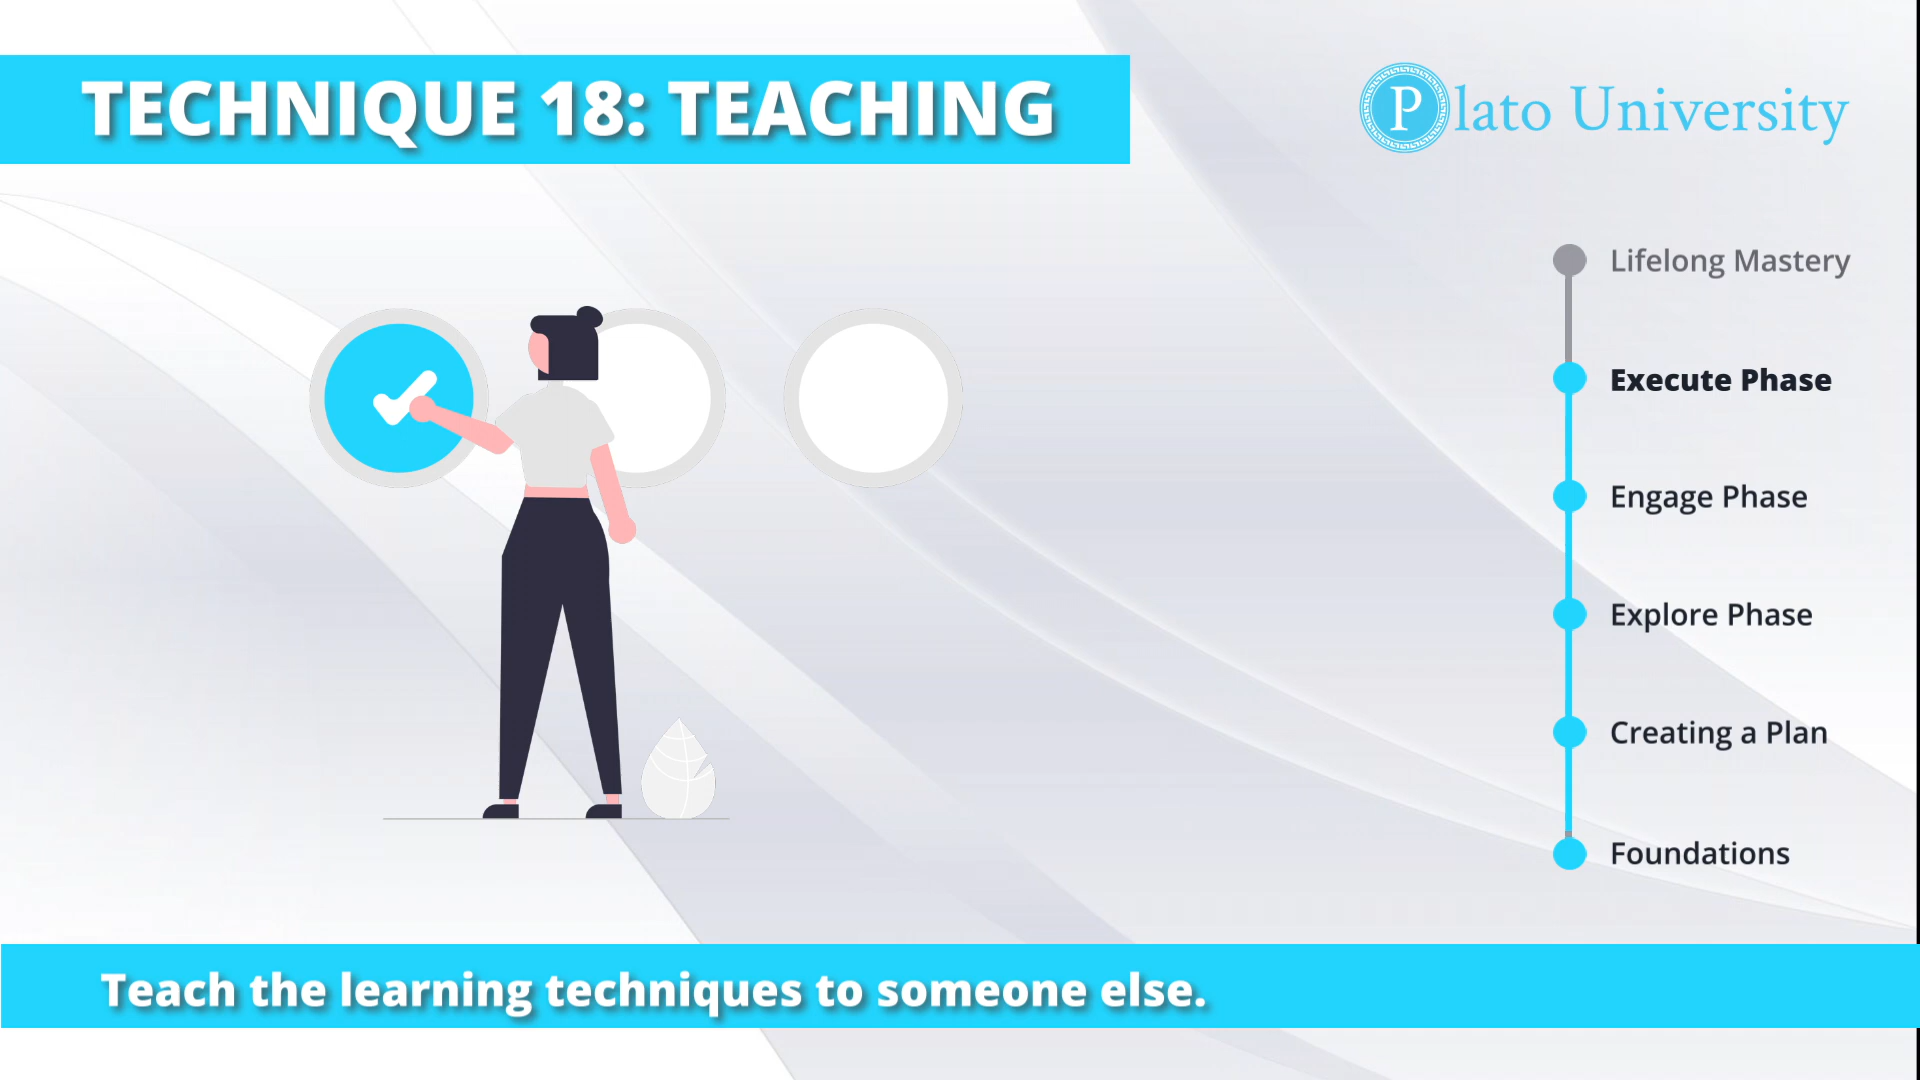 TECHNIQUE 18: TEACHING
Plato University
Lifelong Mastery
Execute Phase
Engage Phase
Explore Phase
Creating a Plan
Foundations
Teach the learning techniques to someone else.